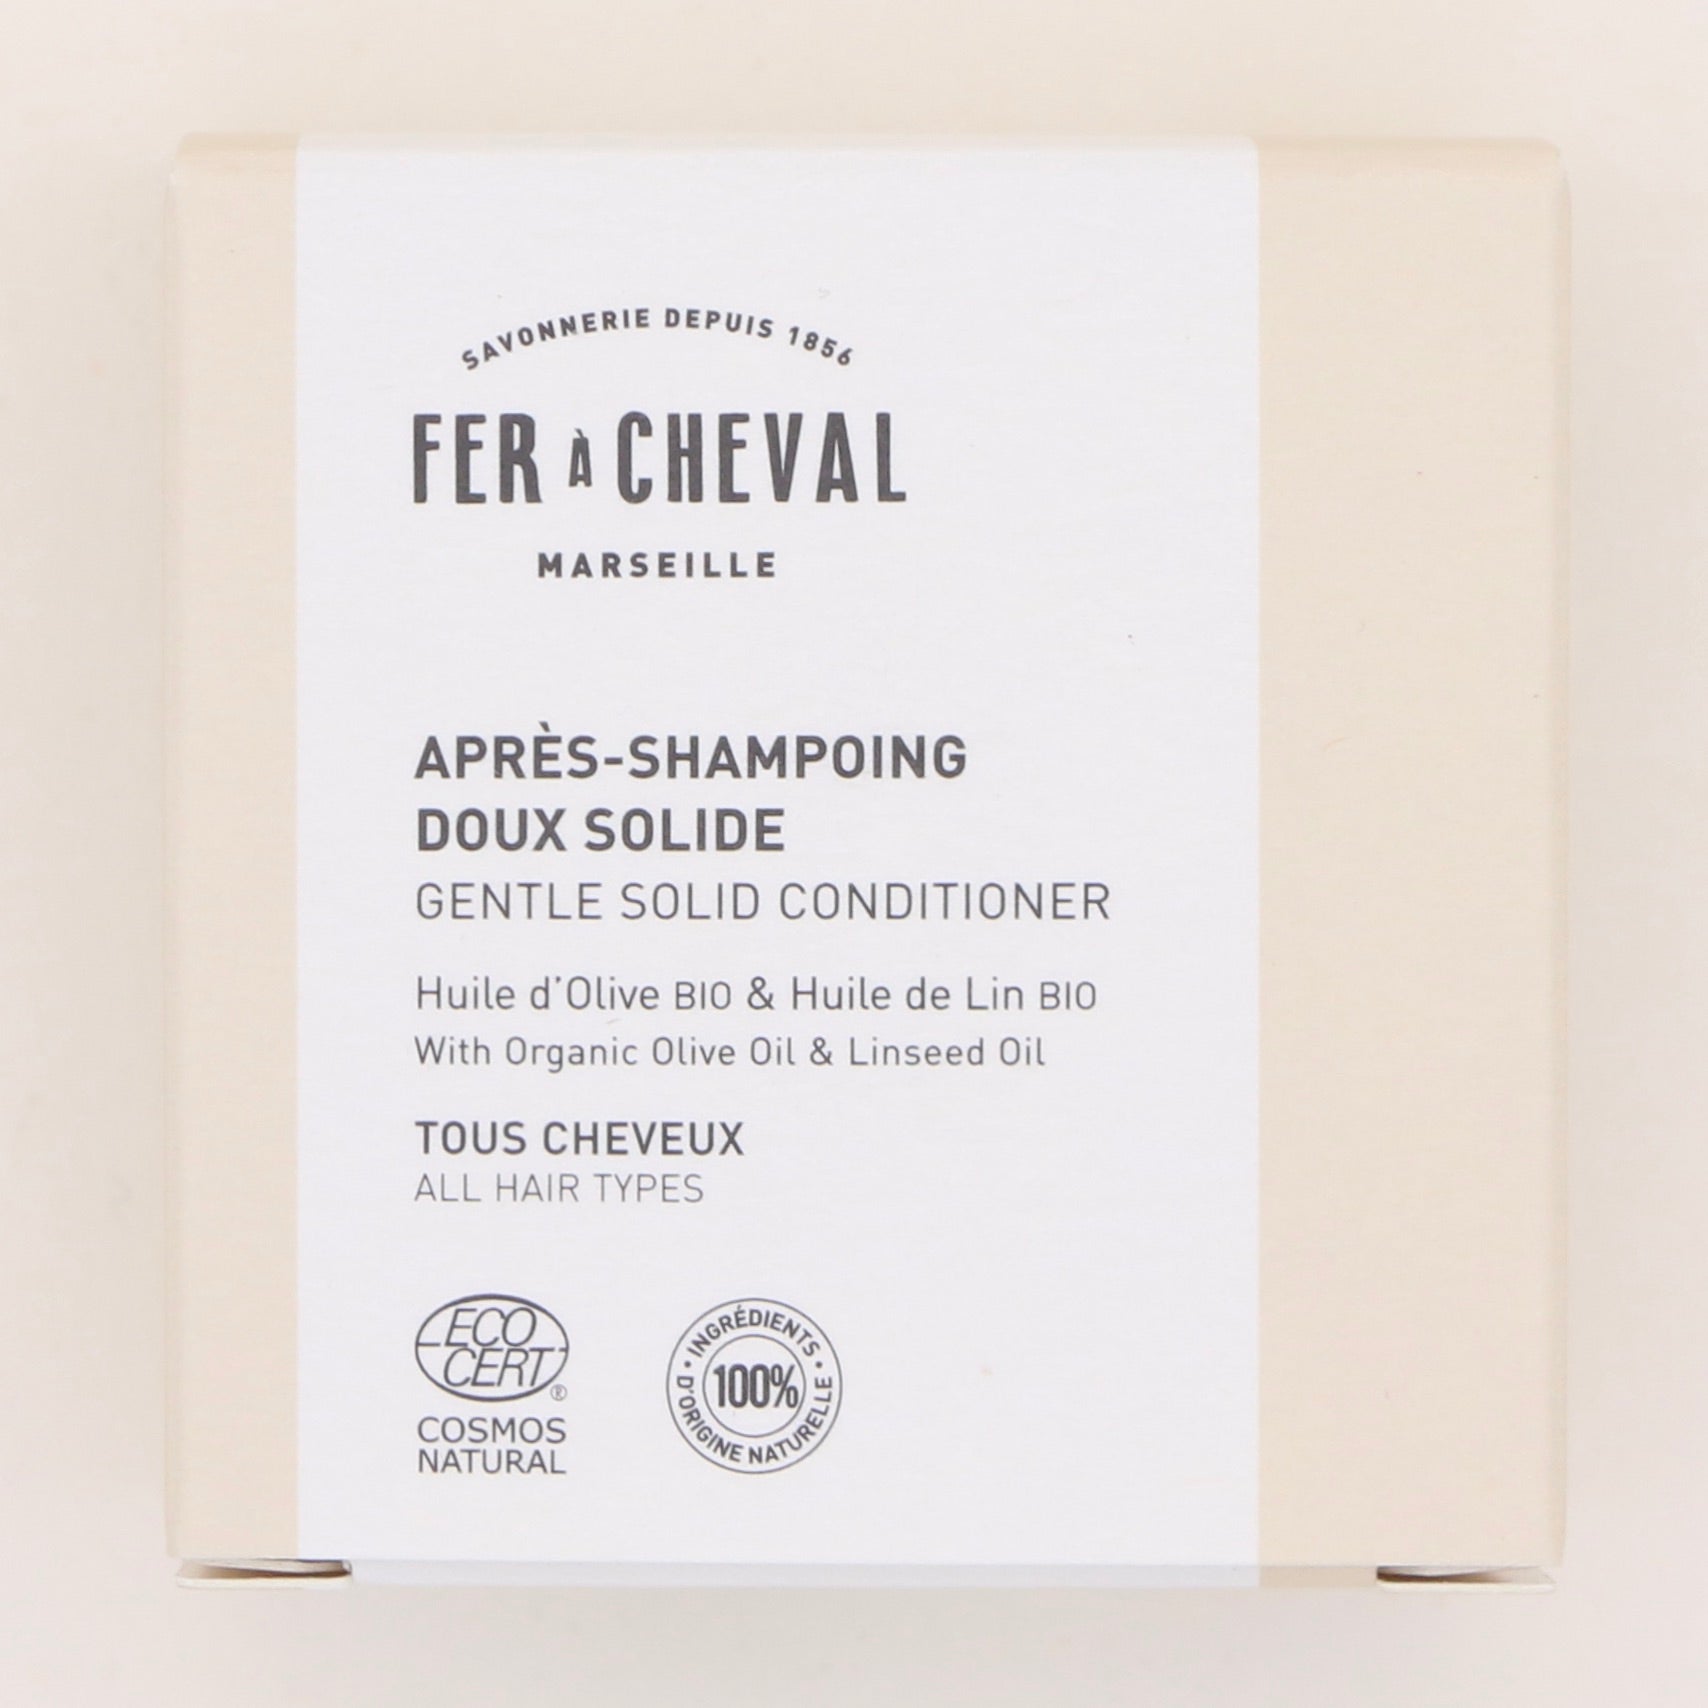 SAVONNERIE DEPUIS 1856
FER À CHEVAL
MARSEILLE
APRÈS-SHAMPOING
DOUX SOLIDE
GENTLE SOLID CONDITIONER
Huile d'Olive BIO & Huile de Lin BIO
With Organic Olive Oil & Linseed Oil
TOUS CHEVEUX
ALL HAIR TYPES
ECO
CERT®
COSMOS
NATURAL
• INGRÉDIENTS •
100%
D'ORIGINE NATURELLE